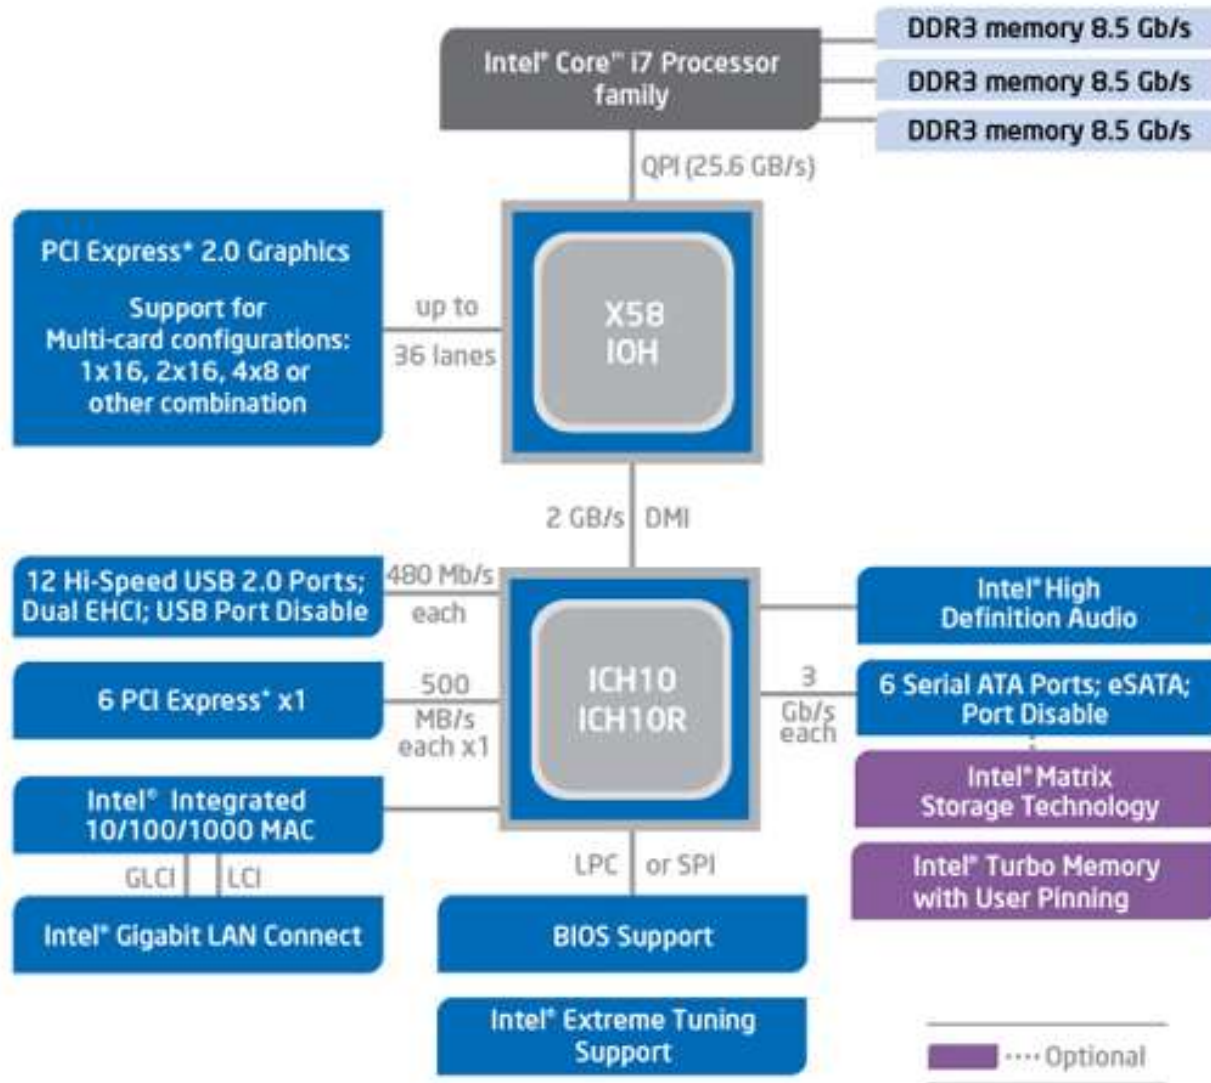 Intel® Core™ i7 Processor
family
DDR3 memory 8.5 Gb/s
DDR3 memory 8.5 Gb/s
DDR3 memory 8.5 Gb/s
QPI (25.6 GB/s)
PCI Express* 2.0 Graphics
Support for
Multi-card configurations:
1x16, 2x16, 4x8 or
other combination
up to
36 lanes
X58
IOH
2 GB/s DMI
12 Hi-Speed USB 2.0 Ports;
Dual EHCI; USB Port Disable
480 Mb/s
each
6 PCI Express* x1
500
MB/s
each x1
Intel® Integrated
10/100/1000 MAC
GLCI LCI
Intel® Gigabit LAN Connect
ICH10
ICH10R
Intel® High
Definition Audio
3
Gb/s
each
6 Serial ATA Ports; eSATA;
Port Disable
Intel® Matrix
Storage Technology
Intel® Turbo Memory
with User Pinning
LPC or SPI
BIOS Support
Intel® Extreme Tuning
Support
Optional